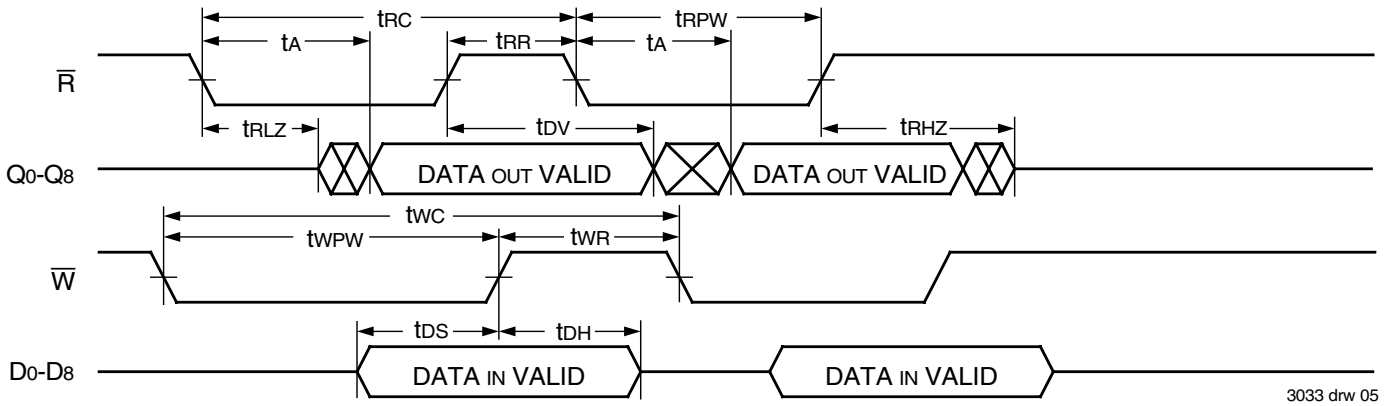 tRC tRPW
tA tRR tA
R̅
tRLZ tDV tRHZ
Q0-Q8 DATA OUT VALID DATA OUT VALID
tWC
tWPW tWR
W̅
tDS tDH
D0-D8 DATA IN VALID DATA IN VALID
3033 drw 05